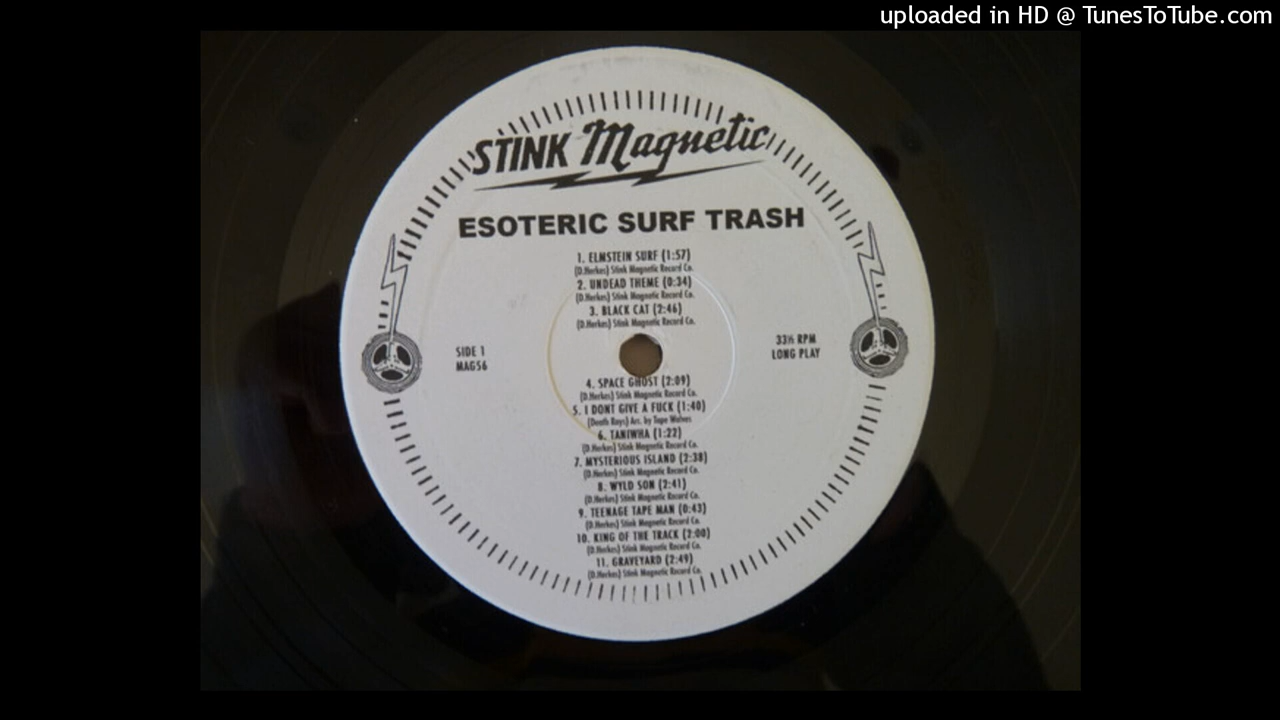 uploaded in HD @ TunesToTube.com
STINK Magnetic
ESOTERIC SURF TRASH
1. ELMSTEIN SURF (1:57)
(D.Herkes) Stink Magnetic Record Co.
2. UNDEAD THEME (0:34)
(D.Herkes) Stink Magnetic Record Co.
3. BLACK CAT (2:46)
(D.Herkes) Stink Magnetic Record Co.
SIDE 1
MAG56
33⅓ RPM
LONG PLAY
4. SPACE GHOST (2:09)
(D.Herkes) Stink Magnetic Record Co.
5. I DONT GIVE A FUCK (1:40)
(Death Rays) Arr. by Tape Wolves
6. TANIWHA (1:22)
(D.Herkes) Stink Magnetic Record Co.
7. MYSTERIOUS ISLAND (2:38)
(D.Herkes) Stink Magnetic Record Co.
8. WYLD SON (2:41)
(D.Herkes) Stink Magnetic Record Co.
9. TEENAGE TAPE MAN (0:43)
(D.Herkes) Stink Magnetic Record Co.
10. KING OF THE TRACK (2:00)
(D.Herkes) Stink Magnetic Record Co.
11. GRAVEYARD (2:49)
(D.Herkes) Stink Magnetic Record Co.